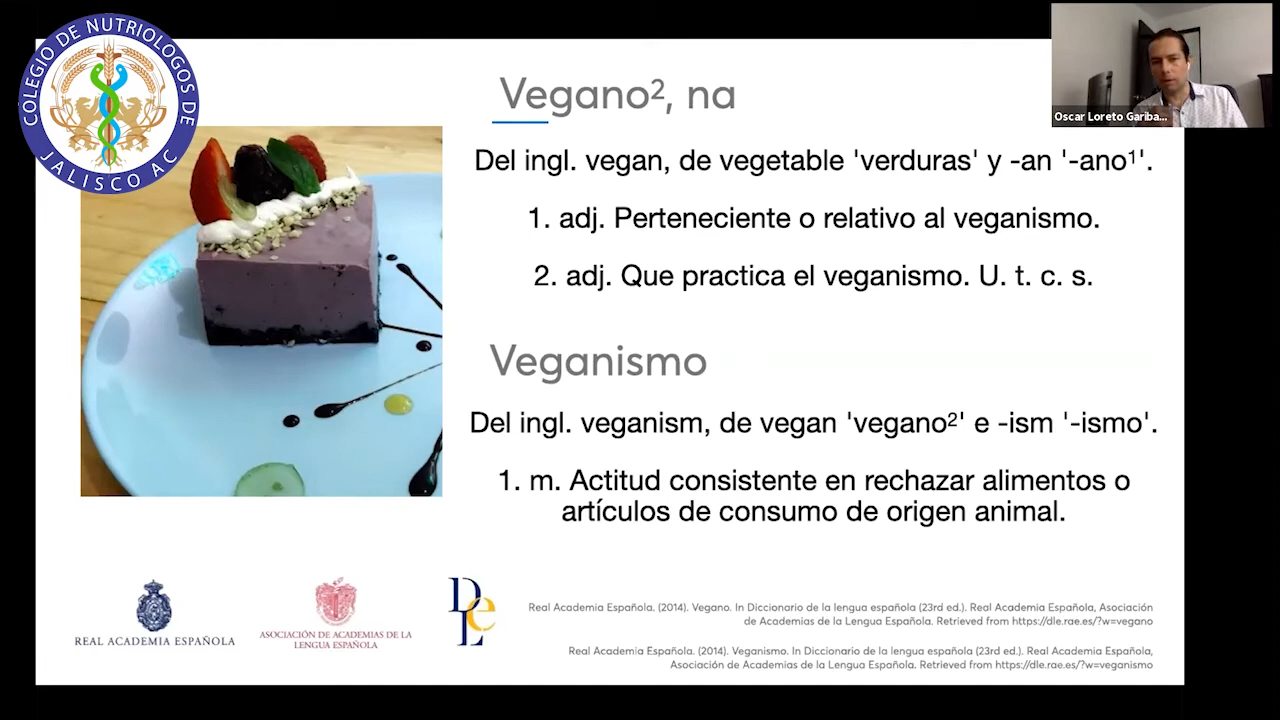 COLEGIO DE NUTRIOLOGOS DE
JALISCO AC
Oscar Loreto Gariba...
Vegano², na
Del ingl. vegan, de vegetable 'verduras' y -an '-ano¹'.
1. adj. Perteneciente o relativo al veganismo.
2. adj. Que practica el veganismo. U. t. c. s.
Veganismo
Del ingl. veganism, de vegan 'vegano²' e -ism '-ismo'.
1. m. Actitud consistente en rechazar alimentos o
artículos de consumo de origen animal.
REAL ACADEMIA ESPAÑOLA
ASOCIACIÓN DE ACADEMIAS DE LA
LENGUA ESPAÑOLA
DLe
Real Academia Española. (2014). Vegano. In Diccionario de la lengua española (23rd ed.). Real Academia Española, Asociación
de Academias de la Lengua Española. Retrieved from https://dle.rae.es/?w=vegano
Real Academia Española. (2014). Veganismo. In Diccionario de la lengua española (23rd ed.). Real Academia Española,
Asociación de Academias de la Lengua Española. Retrieved from https://dle.rae.es/?w=veganismo